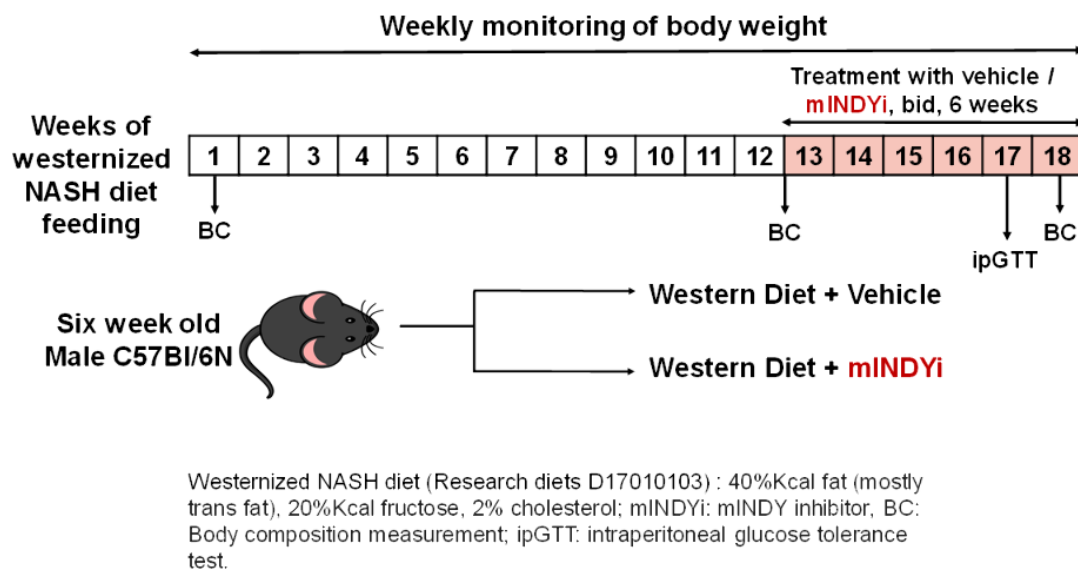 Weekly monitoring of body weight
Treatment with vehicle /
mINDYi, bid, 6 weeks
Weeks of
westernized
NASH diet
feeding
1 2 3 4 5 6 7 8 9 10 11 12 13 14 15 16 17 18
BC
BC
ipGTT
BC
Six week old
Male C57Bl/6N
Western Diet + Vehicle
Western Diet + mINDYi
Westernized NASH diet (Research diets D17010103) : 40%Kcal fat (mostly
trans fat), 20%Kcal fructose, 2% cholesterol; mINDYi: mINDY inhibitor, BC:
Body composition measurement; ipGTT: intraperitoneal glucose tolerance
test.